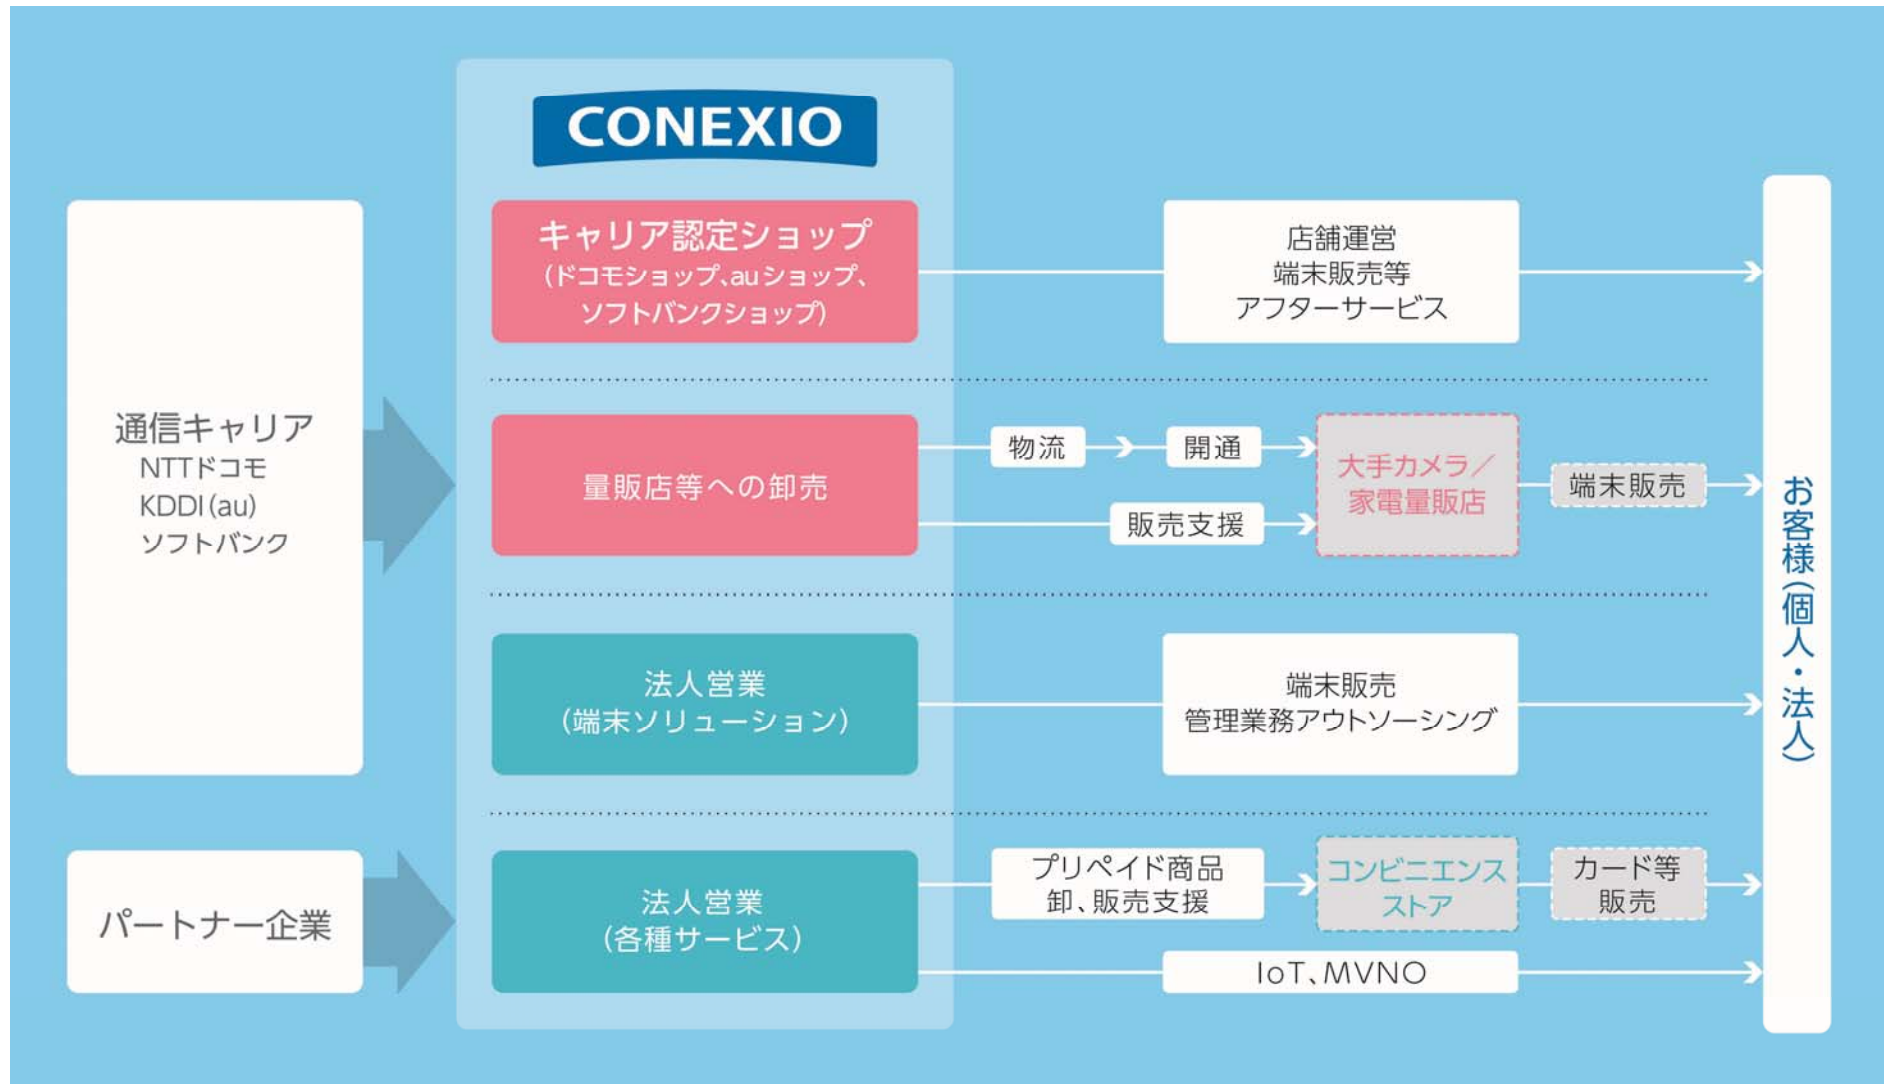 CONEXIO
通信キャリア
NTTドコモ
KDDI(au)
ソフトバンク
キャリア認定ショップ
(ドコモショップ、auショップ、
ソフトバンクショップ)
店舗運営
端末販売等
アフターサービス
量販店等への卸売
物流
開通
販売支援
大手カメラ／
家電量販店
端末販売
法人営業
(端末ソリューション)
端末販売
管理業務アウトソーシング
パートナー企業
法人営業
(各種サービス)
プリペイド商品
卸、販売支援
コンビニエンス
ストア
カード等
販売
IoT、MVNO
お客様(個人・法人)